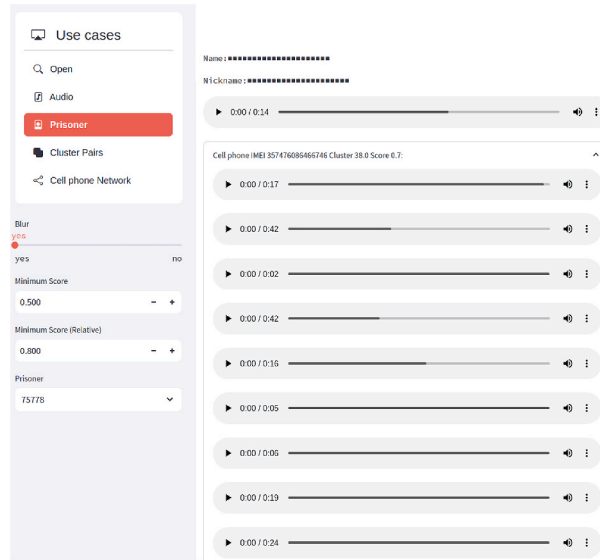 Use cases
Open
Audio
Prisoner
Cluster Pairs
Cell phone Network
Blur
yes
yes no
Minimum Score
0.500 - +
Minimum Score (Relative)
0.800 - +
Prisoner
75778
Name:
Nickname:
0:00 / 0:14
Cell phone IMEI 357476086466746 Cluster 38.0 Score 0.7:
0:00 / 0:17
0:00 / 0:42
0:00 / 0:02
0:00 / 0:42
0:00 / 0:16
0:00 / 0:05
0:00 / 0:06
0:00 / 0:19
0:00 / 0:24